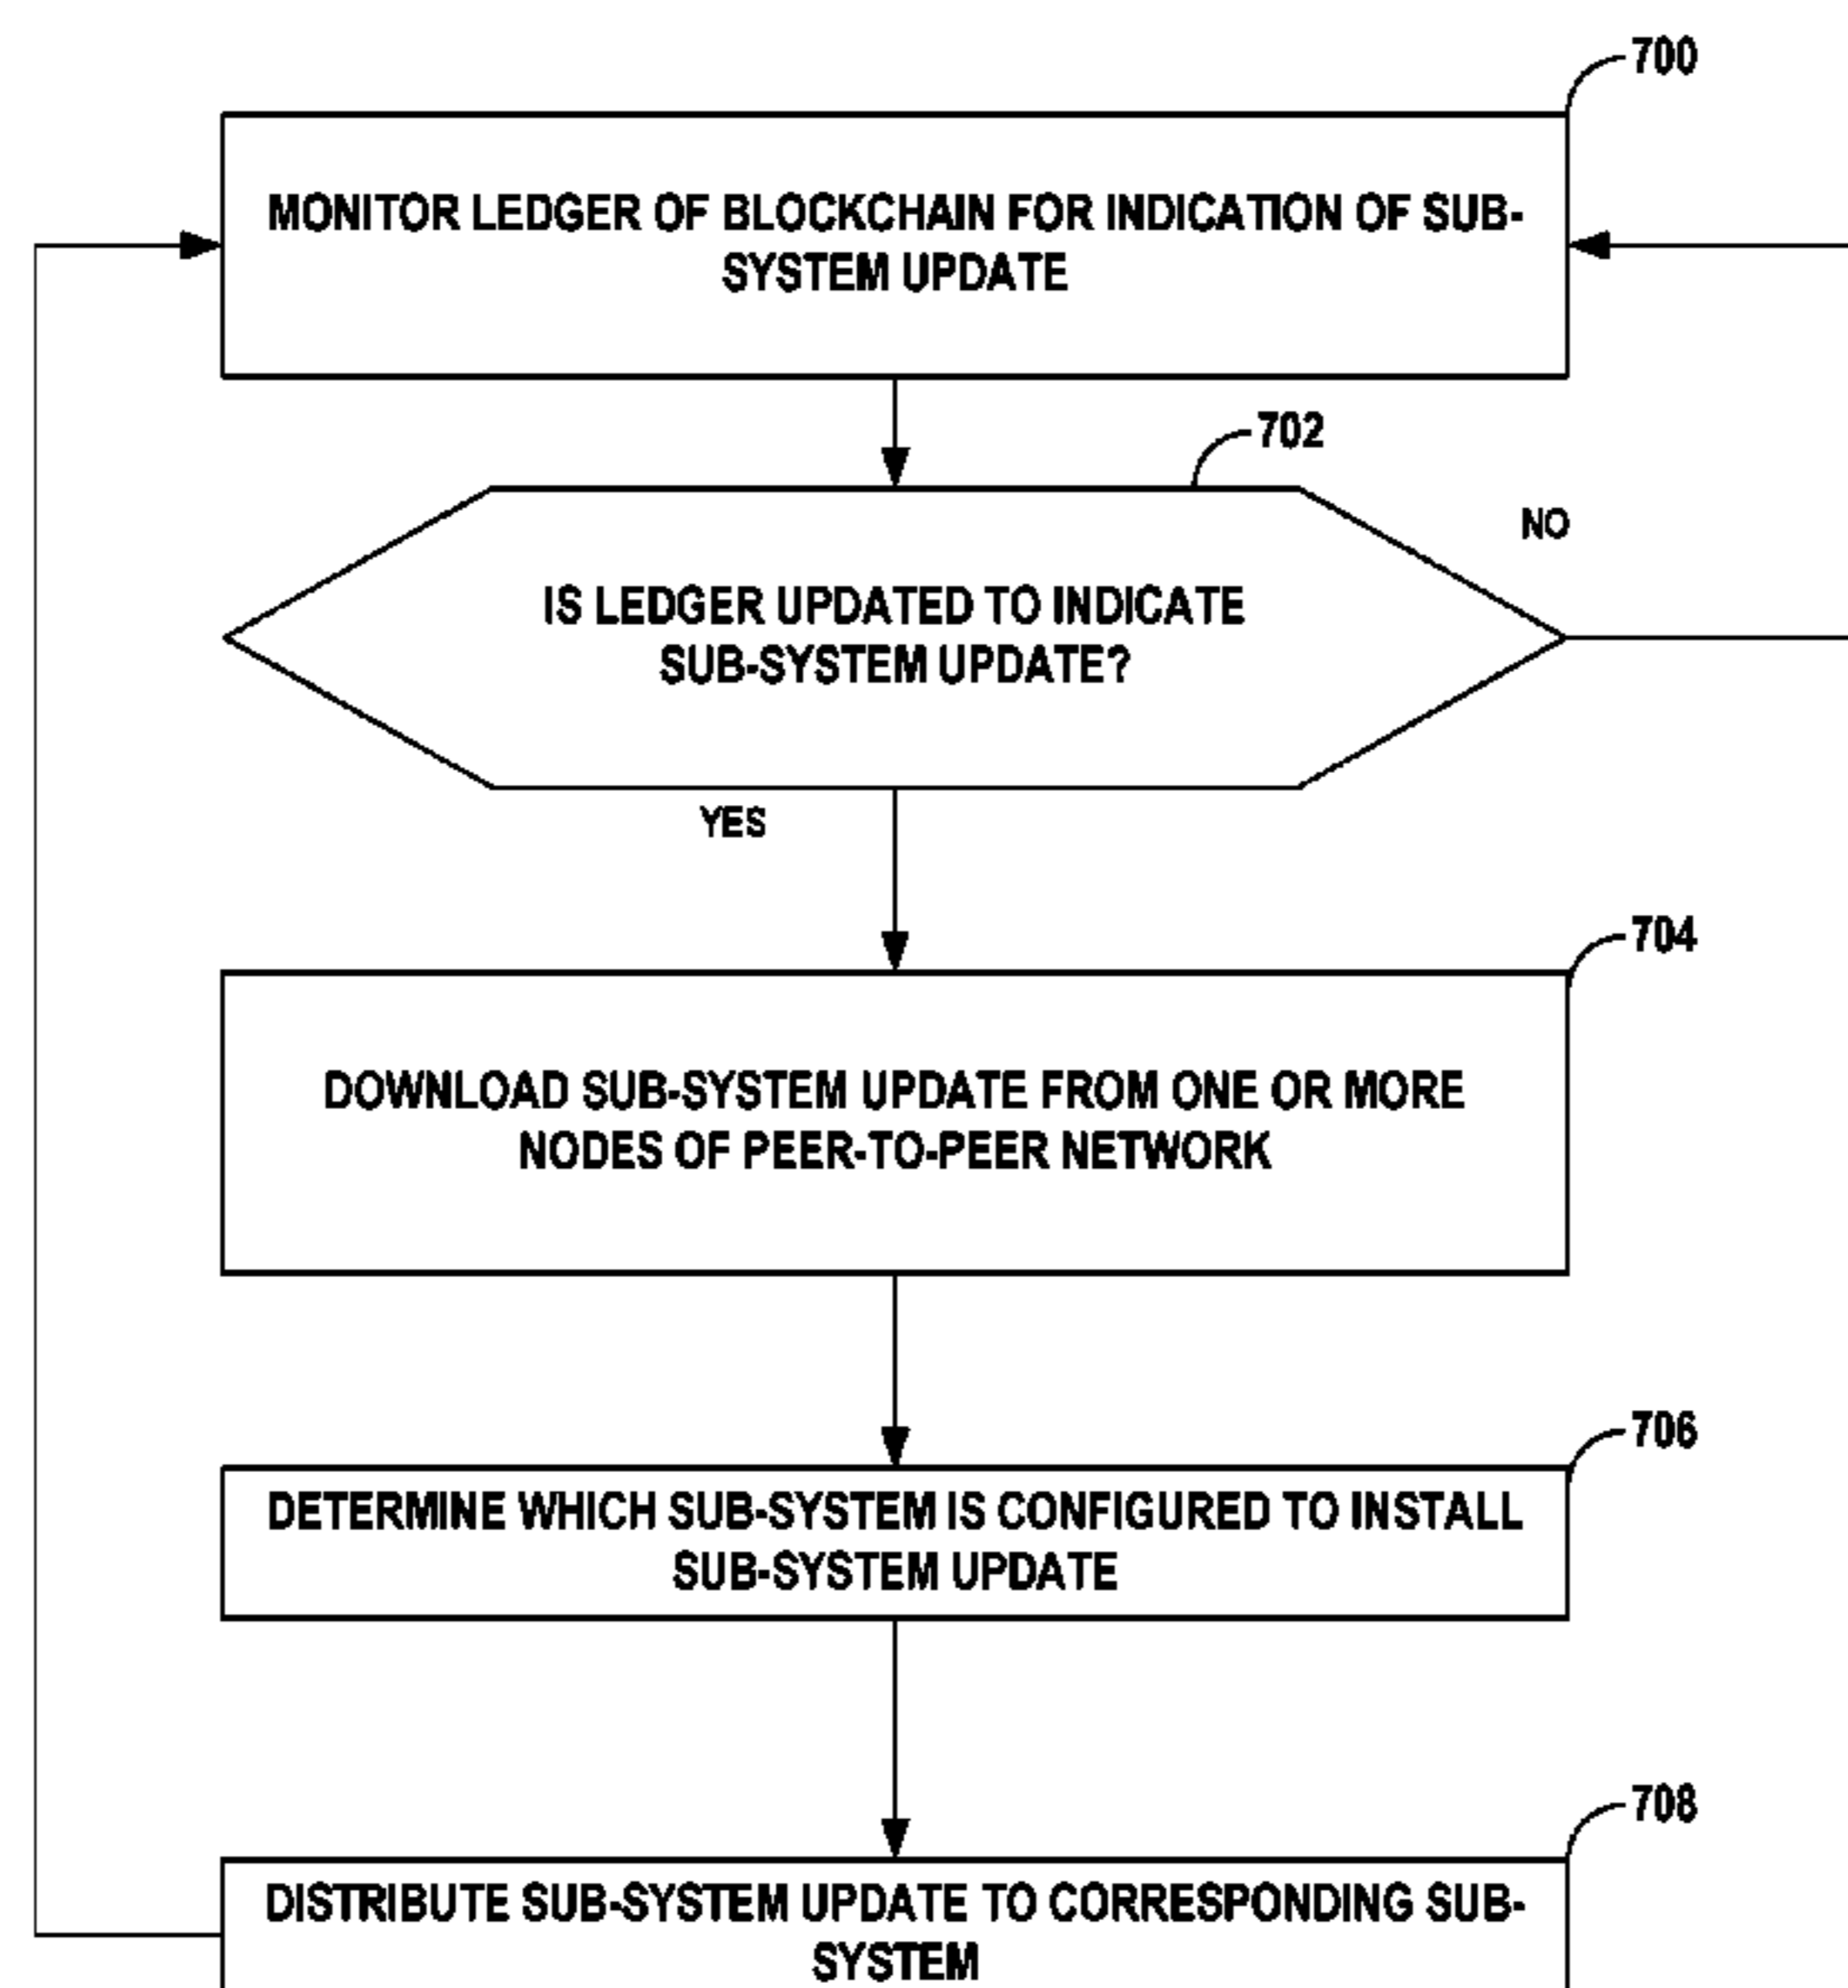 700
MONITOR LEDGER OF BLOCKCHAIN FOR INDICATION OF SUB-
SYSTEM UPDATE
702
NO
IS LEDGER UPDATED TO INDICATE
SUB-SYSTEM UPDATE?
YES
704
DOWNLOAD SUB-SYSTEM UPDATE FROM ONE OR MORE
NODES OF PEER-TO-PEER NETWORK
706
DETERMINE WHICH SUB-SYSTEM IS CONFIGURED TO INSTALL
SUB-SYSTEM UPDATE
708
DISTRIBUTE SUB-SYSTEM UPDATE TO CORRESPONDING SUB-
SYSTEM